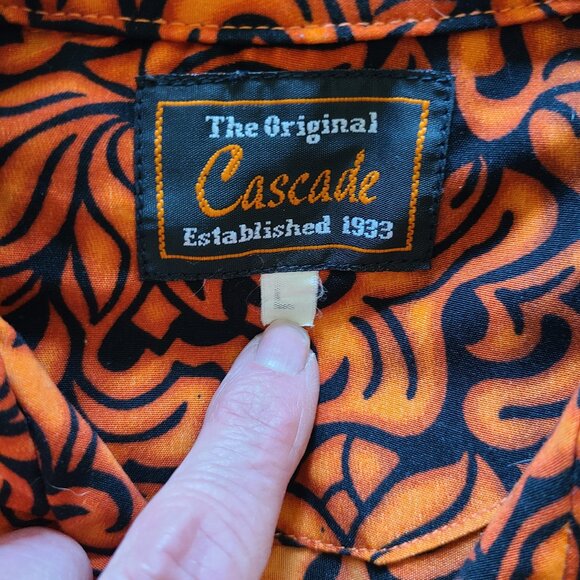 The Original
Cascade
Established 1933